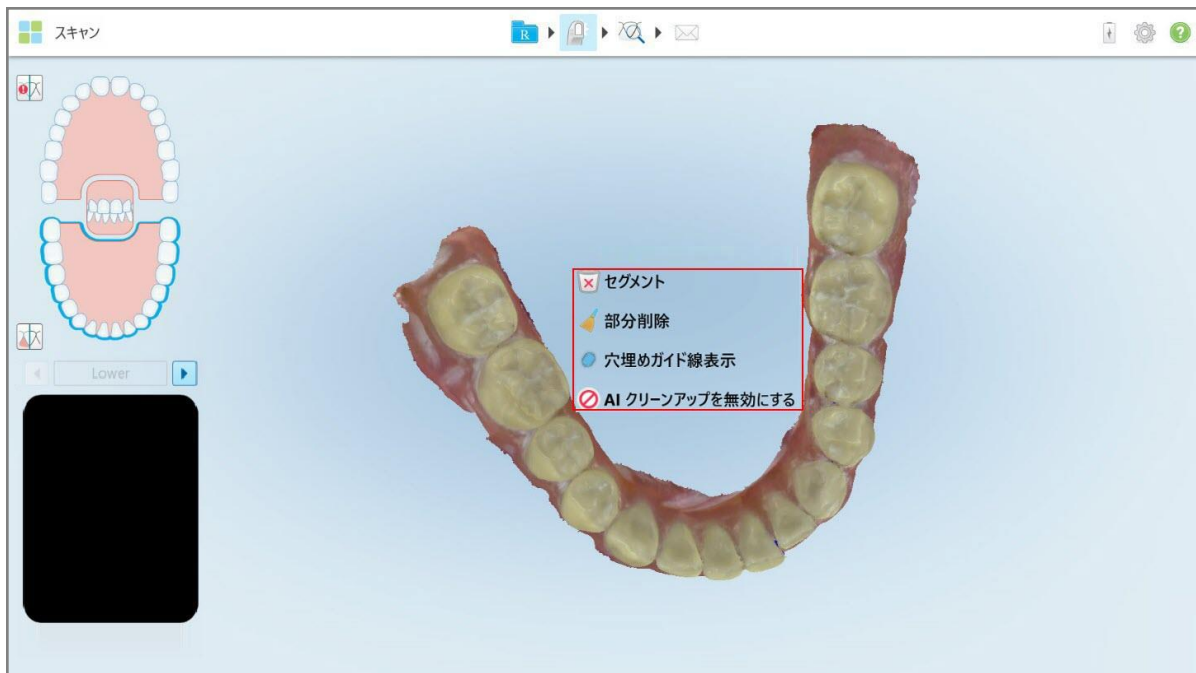 スキャン
R
Lower
セグメント
部分削除
穴埋めガイド線表示
AI クリーンアップを無効にする